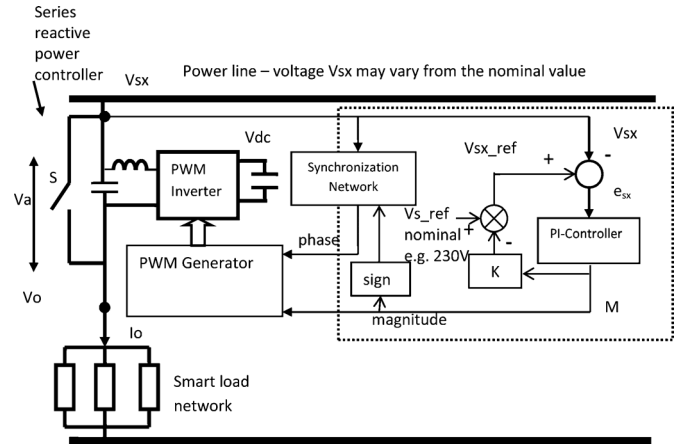 Series
reactive
power
controller
Vsx
Power line – voltage Vsx may vary from the nominal value
Vdc
Vsx_ref
Vsx
+
-
S
Va
PWM
Inverter
Synchronization
Network
esx
Vs_ref
nominal
e.g. 230V
+
-
PI-Controller
phase
PWM Generator
K
sign
Vo
magnitude
M
Io
Smart load
network